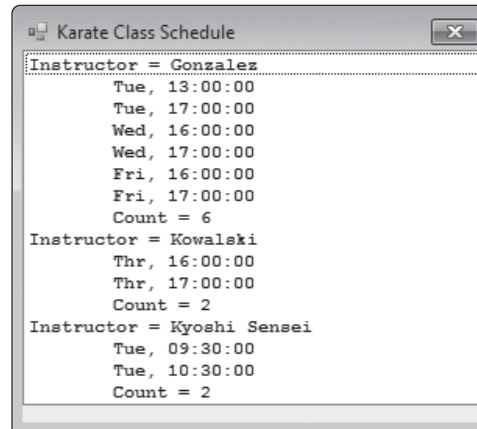 Karate Class Schedule
Instructor = Gonzalez
Tue, 13:00:00
Tue, 17:00:00
Wed, 16:00:00
Wed, 17:00:00
Fri, 16:00:00
Fri, 17:00:00
Count = 6
Instructor = Kowalski
Thr, 16:00:00
Thr, 17:00:00
Count = 2
Instructor = Kyoshi Sensei
Tue, 09:30:00
Tue, 10:30:00
Count = 2